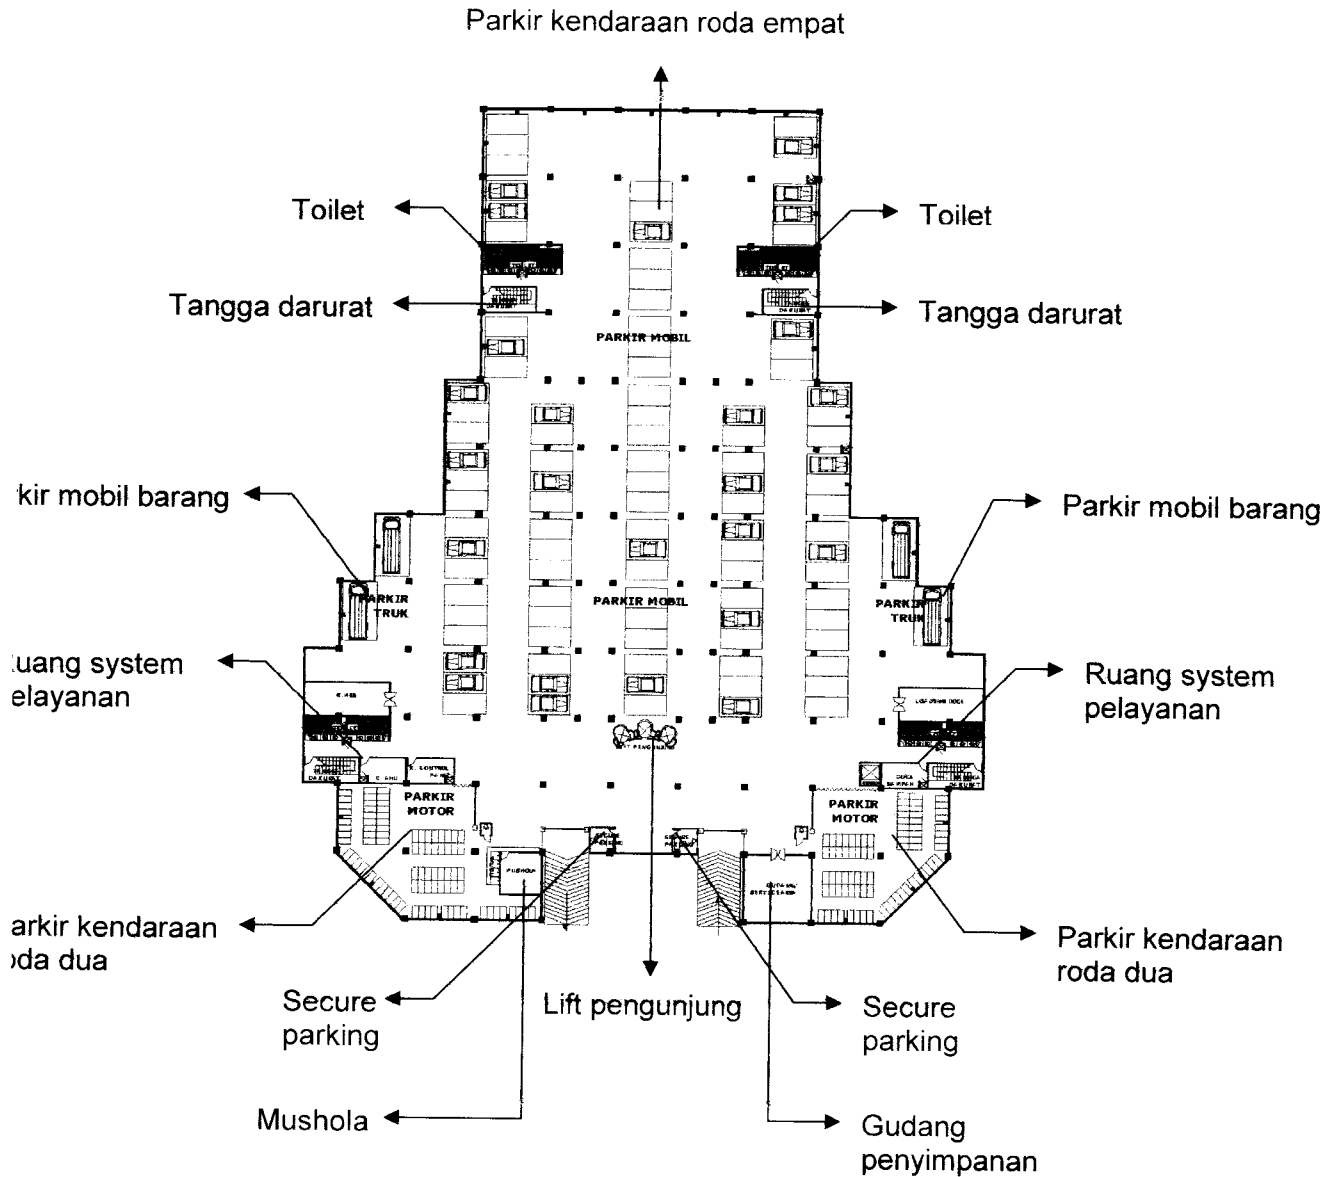 Parkir kendaraan roda empat
Toilet
Toilet
Tangga darurat
Tangga darurat
PARKIR MOBIL
kir mobil barang
Parkir mobil barang
PARKIR MOBIL
PARKIR
TRUK
PARKIR
TRUK
uang system
elayanan
Ruang system
pelayanan
PARKIR
MOTOR
PARKIR
MOTOR
MUSHOLA
arkir kendaraan
oda dua
Parkir kendaraan
roda dua
Secure
parking
Lift pengunjung
Secure
parking
Mushola
Gudang
penyimpanan